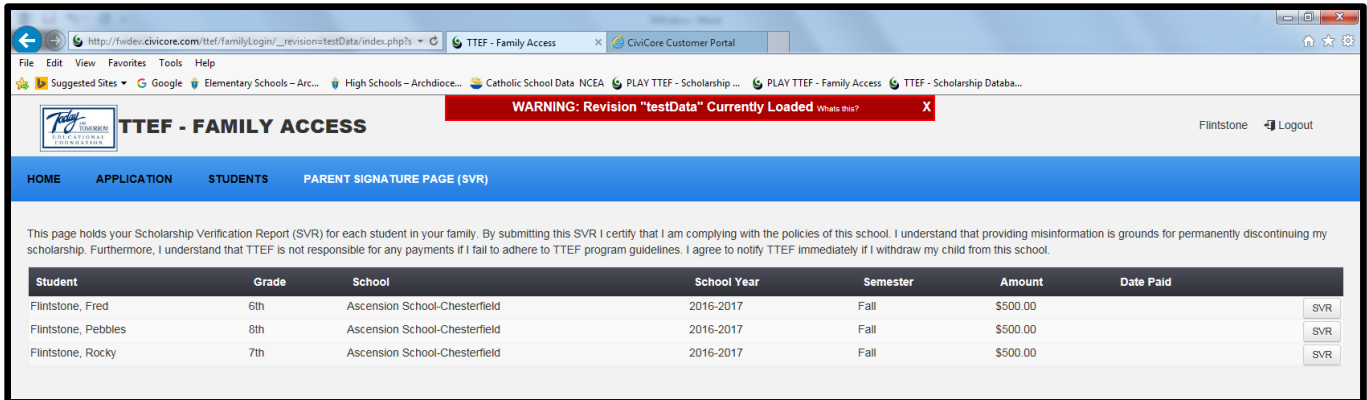 http://fwdev.civicore.com/ttef/familyLogin/__revision=testData/index.php?s
TTEF - Family Access
CiviCore Customer Portal
File Edit View Favorites Tools Help
Suggested Sites Google Elementary Schools – Arc... High Schools – Archdioce... Catholic School Data NCEA PLAY TTEF - Scholarship ... PLAY TTEF - Family Access TTEF - Scholarship Databa...
WARNING: Revision "testData" Currently Loaded Whats this? X
Today AND TOMORROW
EDUCATIONAL
FOUNDATION
TTEF - FAMILY ACCESS
Flintstone Logout
HOME APPLICATION STUDENTS PARENT SIGNATURE PAGE (SVR)
This page holds your Scholarship Verification Report (SVR) for each student in your family. By submitting this SVR I certify that I am complying with the policies of this school. I understand that providing misinformation is grounds for permanently discontinuing my
scholarship. Furthermore, I understand that TTEF is not responsible for any payments if I fail to adhere to TTEF program guidelines. I agree to notify TTEF immediately if I withdraw my child from this school.
Student Grade School School Year Semester Amount Date Paid
Flintstone, Fred 6th Ascension School-Chesterfield 2016-2017 Fall $500.00 SVR
Flintstone, Pebbles 8th Ascension School-Chesterfield 2016-2017 Fall $500.00 SVR
Flintstone, Rocky 7th Ascension School-Chesterfield 2016-2017 Fall $500.00 SVR